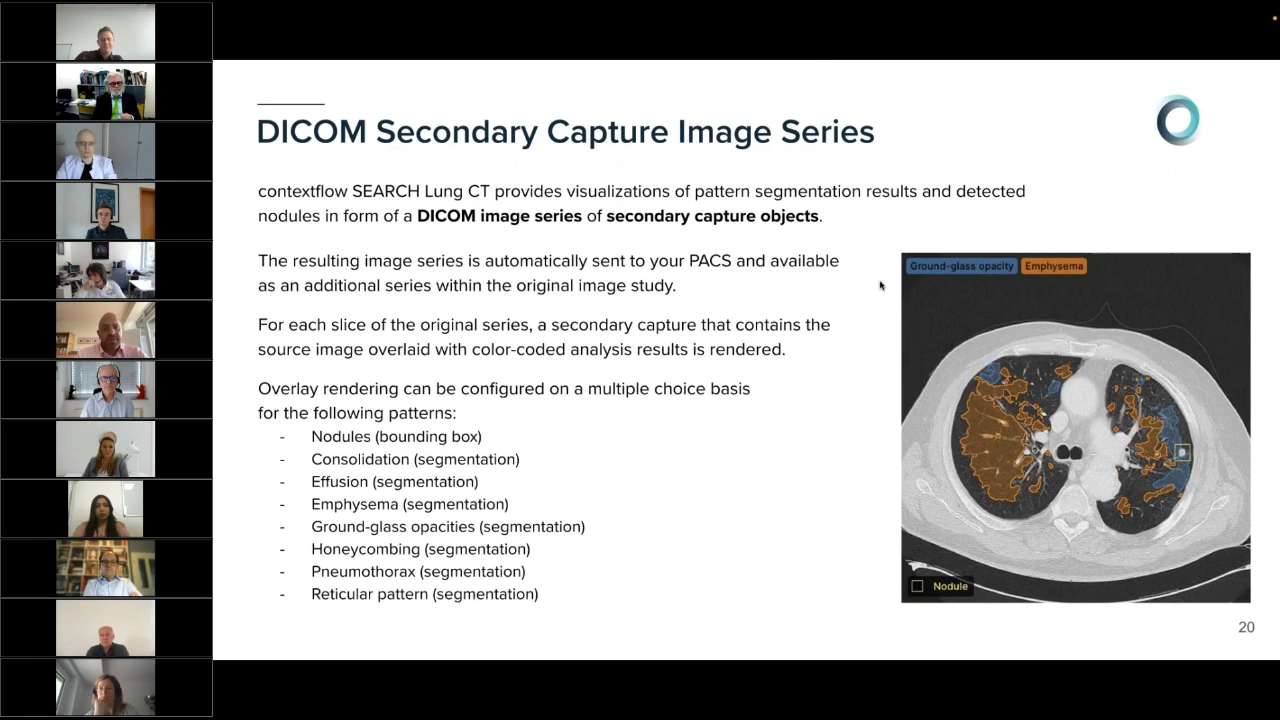 DICOM Secondary Capture Image Series
contextflow SEARCH Lung CT provides visualizations of pattern segmentation results and detected
nodules in form of a DICOM image series of secondary capture objects.
The resulting image series is automatically sent to your PACS and available
as an additional series within the original image study.
For each slice of the original series, a secondary capture that contains the
source image overlaid with color-coded analysis results is rendered.
Overlay rendering can be configured on a multiple choice basis
for the following patterns:
- Nodules (bounding box)
- Consolidation (segmentation)
- Effusion (segmentation)
- Emphysema (segmentation)
- Ground-glass opacities (segmentation)
- Honeycombing (segmentation)
- Pneumothorax (segmentation)
- Reticular pattern (segmentation)
Ground-glass opacity Emphysema
Nodule
20